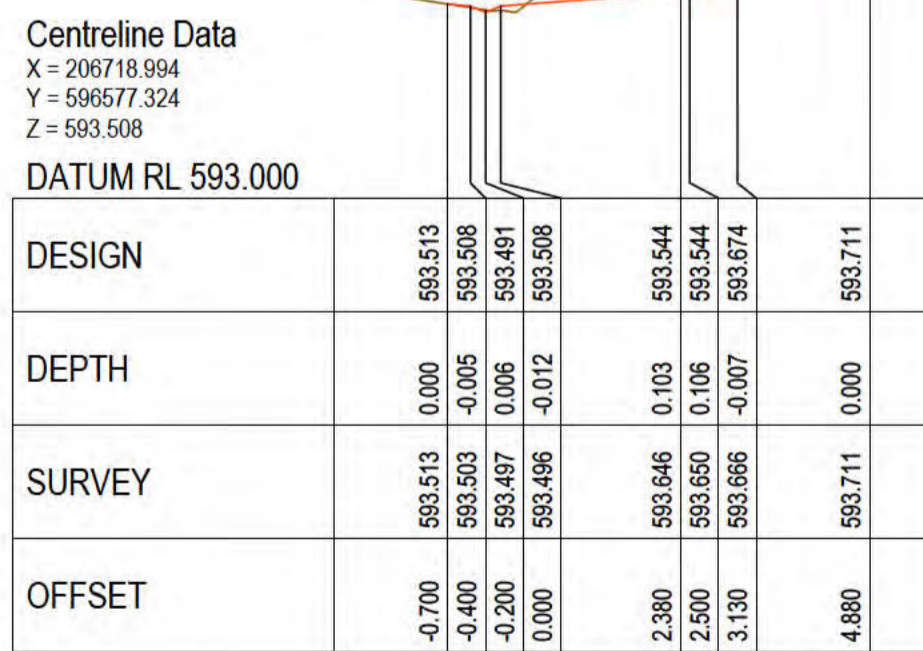 Centreline Data
X = 206718.994
Y = 596577.324
Z = 593.508
DATUM RL 593.000
DESIGN 593.513 593.508 593.491 593.508 593.544 593.544 593.674 593.711
DEPTH 0.000 -0.005 0.006 -0.012 0.103 0.106 -0.007 0.000
SURVEY 593.513 593.503 593.497 593.496 593.646 593.650 593.666 593.711
OFFSET -0.700 -0.400 -0.200 0.000 2.380 2.500 3.130 4.880